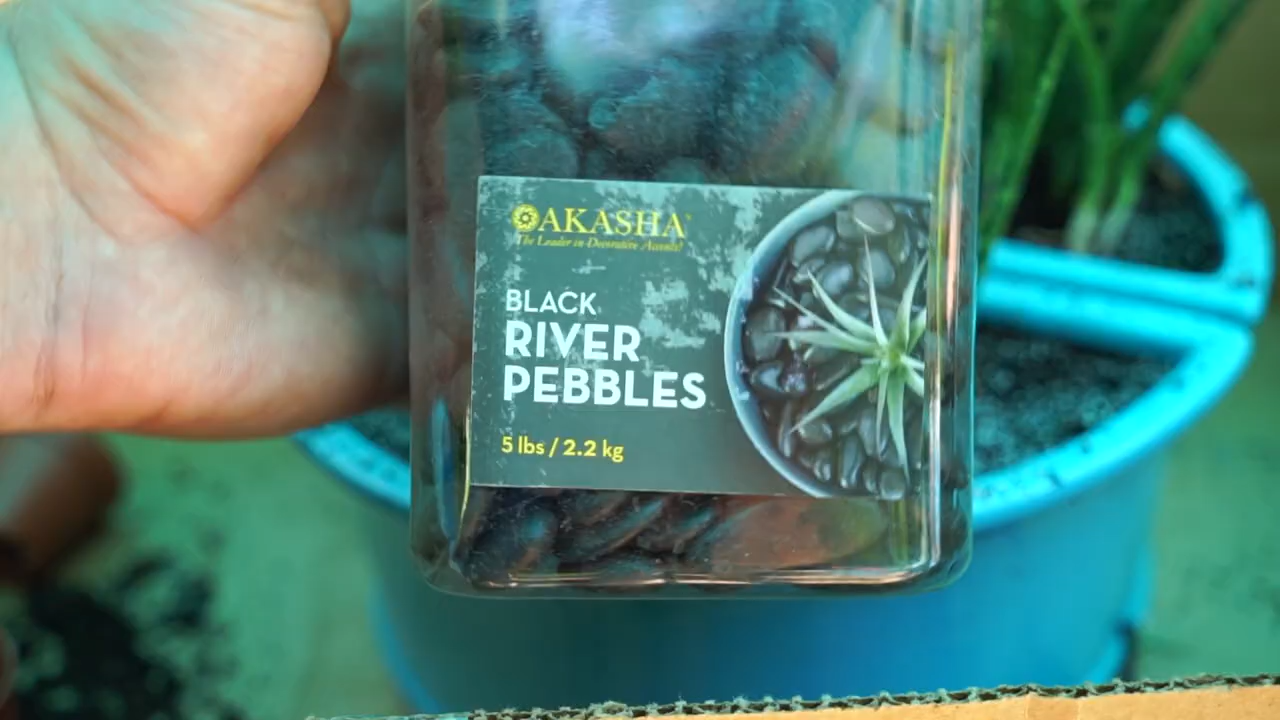 AKASHA
The Leader in Decorative Accents!
BLACK
RIVER
PEBBLES
5 lbs / 2.2 kg